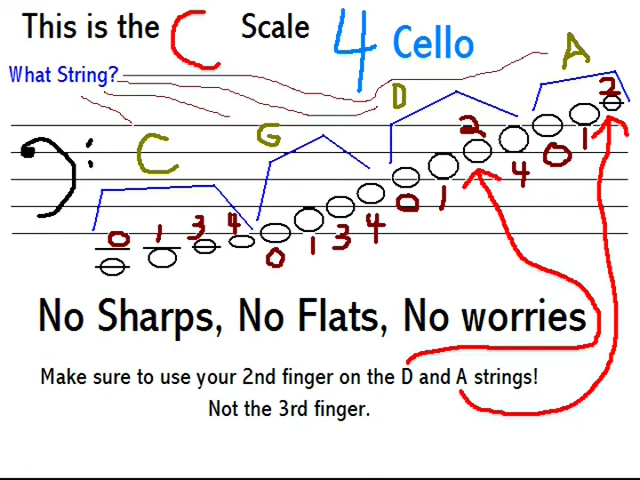 This is the C Scale 4 Cello
What String?
C G D A
0 1 3 4 0 1 3 4 0 1 2 4 0 1 2
No Sharps, No Flats, No worries
Make sure to use your 2nd finger on the D and A strings!
Not the 3rd finger.